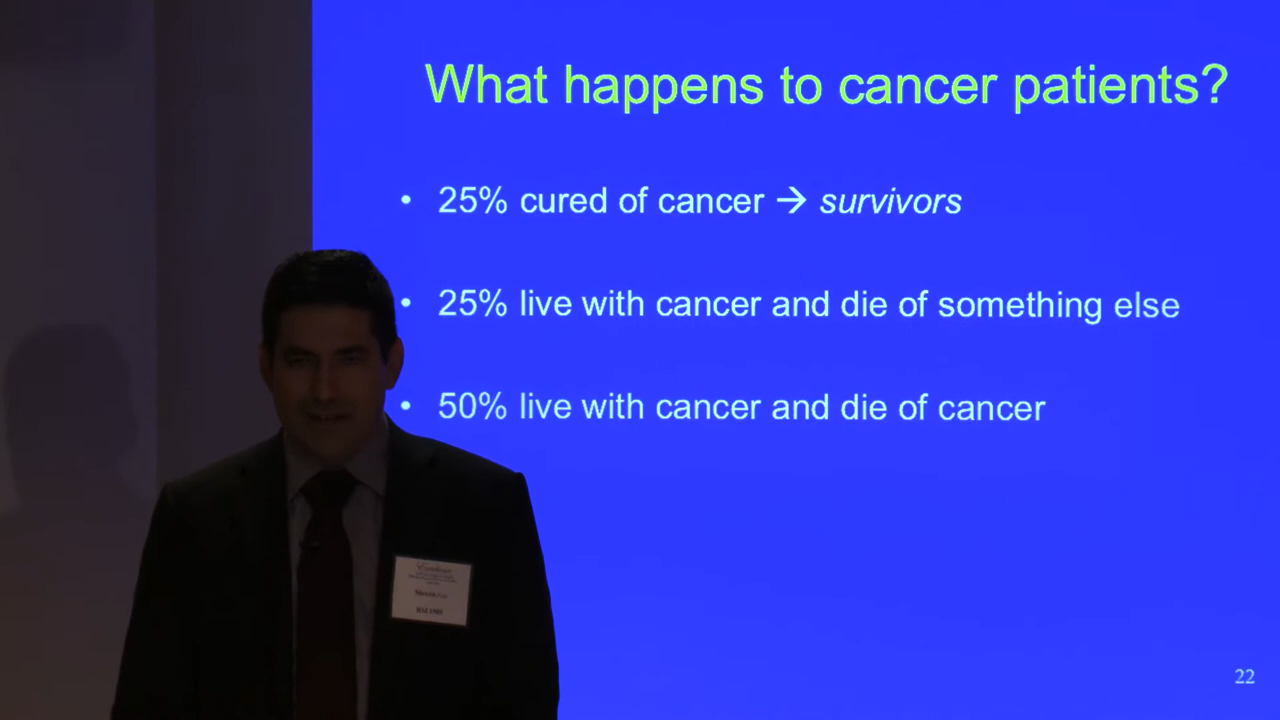 What happens to cancer patients?
• 25% cured of cancer → survivors
• 25% live with cancer and die of something else
• 50% live with cancer and die of cancer
22